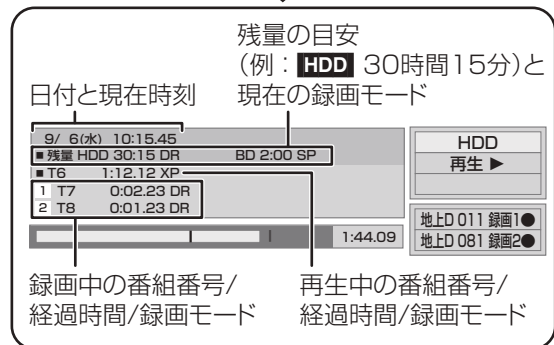 残量の目安
(例：HDD 30時間15分)と
現在の録画モード
日付と現在時刻
9/ 6(水) 10:15.45
■残量 HDD 30:15 DR BD 2:00 SP
■T6 1:12.12 XP
1 T7 0:02.23 DR
2 T8 0:01.23 DR
1:44.09
HDD
再生 ▶
地上D 011 録画1●
地上D 081 録画2●
録画中の番組番号/
経過時間/録画モード
再生中の番組番号/
経過時間/録画モード